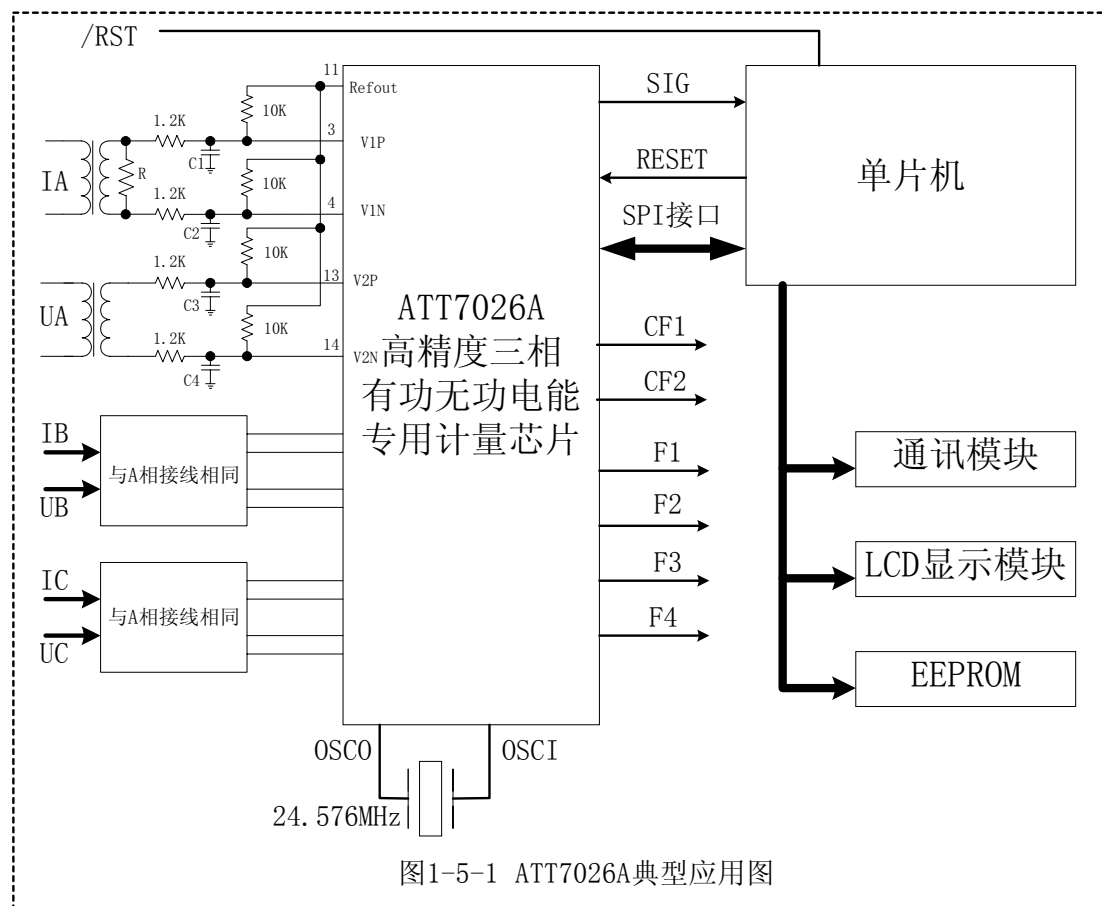 /RST
11
Refout
10K
1.2K
3
V1P
C1
IA
R
10K
1.2K
4
V1N
C2
10K
1.2K
13
V2P
C3
UA
10K
1.2K
14
V2N
C4
ATT7026A
高精度三相
有功无功电能
专用计量芯片
SIG
RESET
SPI接口
单片机
CF1
CF2
F1
F2
F3
F4
IB
UB
与A相接线相同
IC
UC
与A相接线相同
通讯模块
LCD显示模块
EEPROM
OSCO
OSCI
24.576MHz
图1-5-1 ATT7026A典型应用图